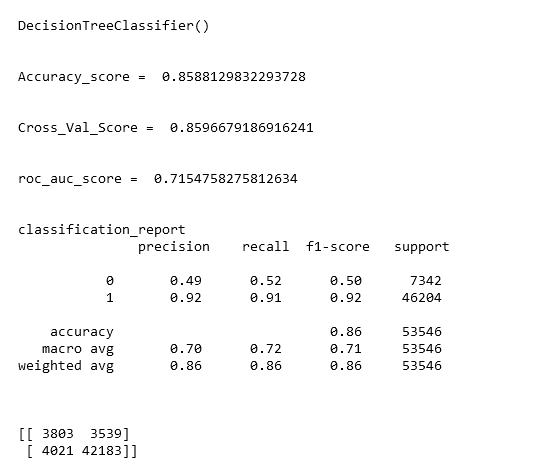 DecisionTreeClassifier()
Accuracy_score =  0.8588129832293728
Cross_Val_Score =  0.8596679186916241
roc_auc_score =  0.7154758275812634
classification_report
               precision    recall  f1-score   support
           0       0.49      0.52      0.50      7342
           1       0.92      0.91      0.92     46204
    accuracy                           0.86     53546
   macro avg       0.70      0.72      0.71     53546
weighted avg       0.86      0.86      0.86     53546
[[ 3803  3539]
 [ 4021 42183]]